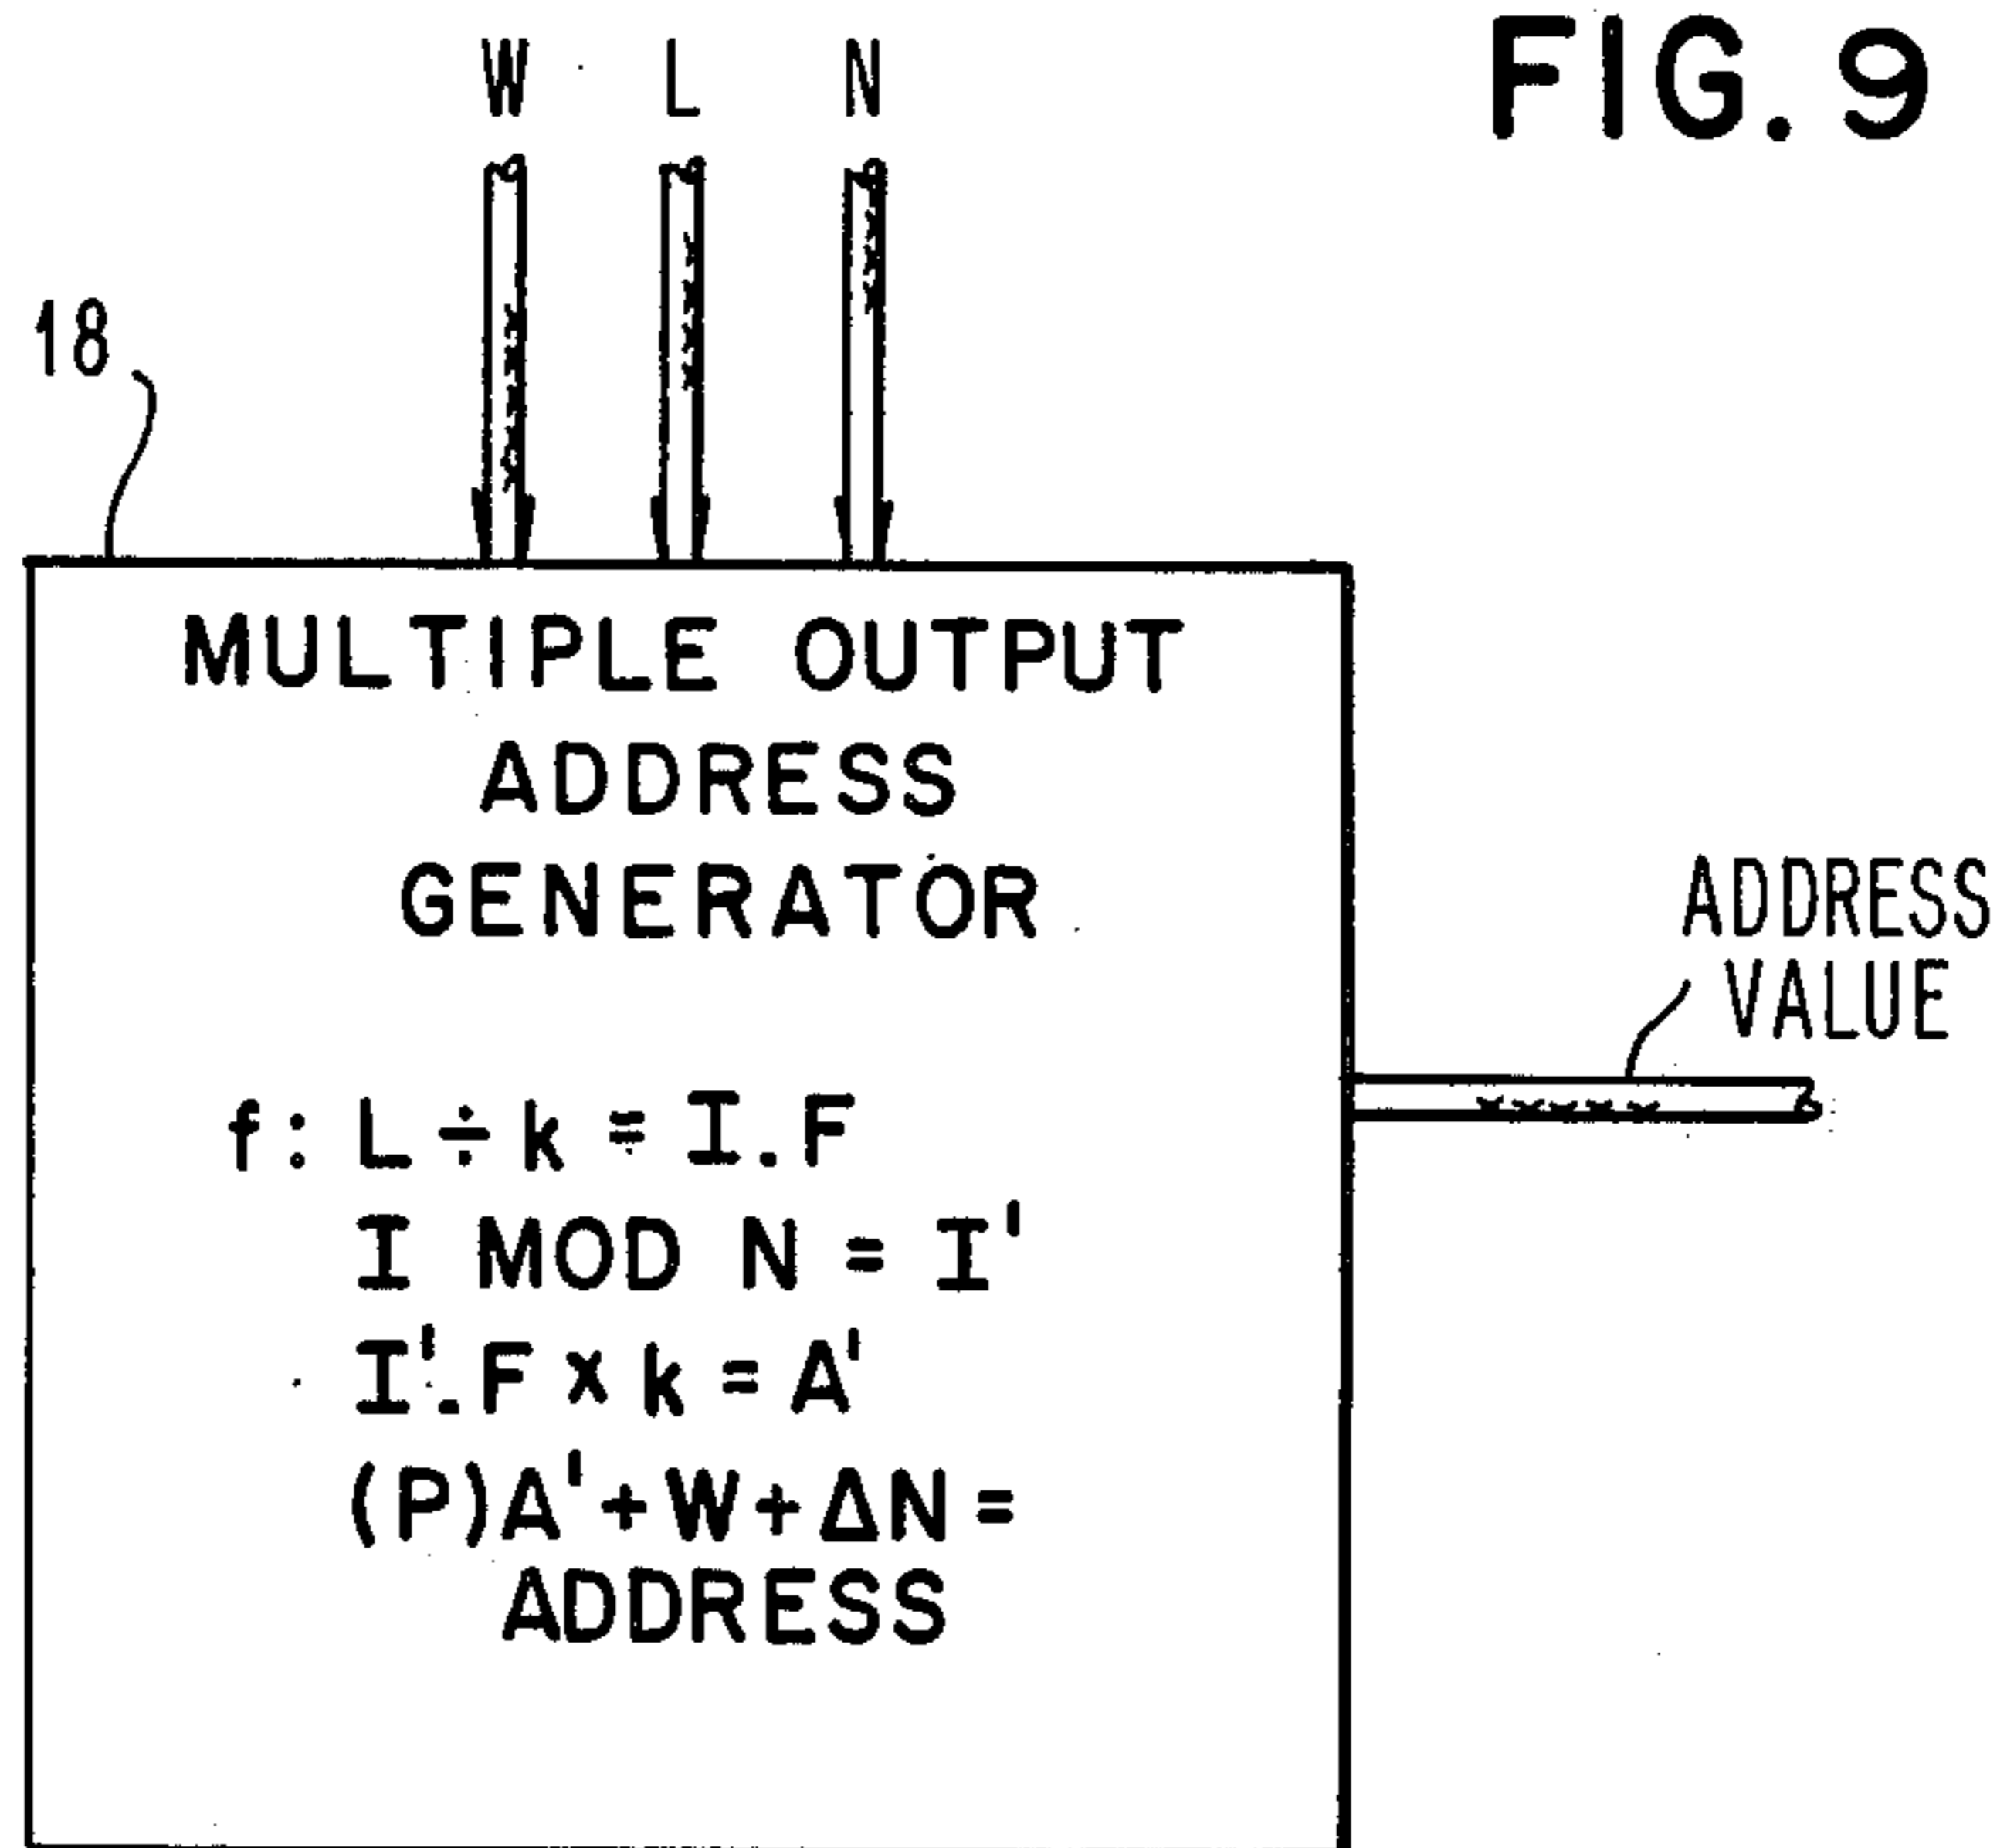 FIG. 9
W L N
18
MULTIPLE OUTPUT
ADDRESS
GENERATOR
ADDRESS
VALUE
f: L ÷ k = I.F
I MOD N = I'
I'.F x k = A'
(P)A' + W + ΔN =
ADDRESS